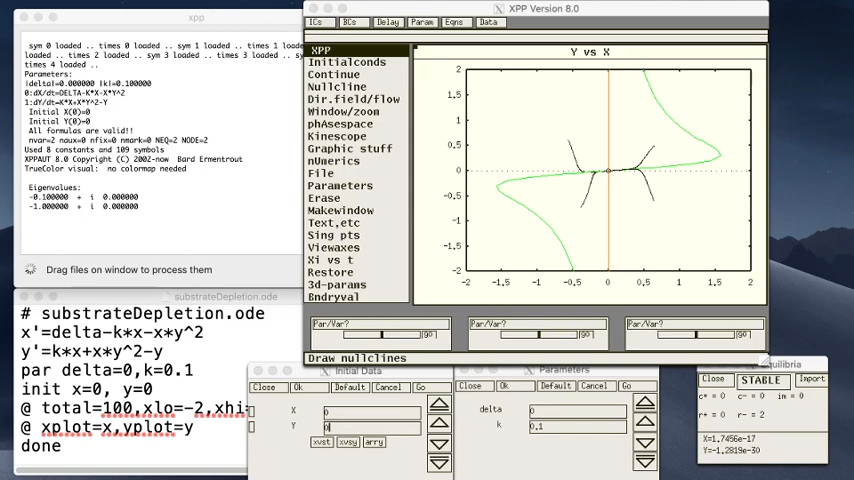 xpp
sym 0 loaded .. times 0 loaded .. sym 1 loaded .. times 1 loaded
loaded .. times 2 loaded .. sym 3 loaded .. times 3 loaded .. sy
times 4 loaded ..
Parameters:
|delta|=0.000000 |k|=0.100000
0:dX/dT=DELTA-K*X-X*Y^2
1:dY/dT=K*X+X*Y^2-Y
Initial X(0)=0
Initial Y(0)=0
All formulas are valid!!
nvar=2 naux=0 nfix=0 nmark=0 NEQ=2 NODE=2
Used 8 constants and 109 symbols
XPPAUT 8.0 Copyright (C) 2002-now Bard Ermentrout
TrueColor visual: no colormap needed
Eigenvalues:
-0.100000 + i 0.000000
-1.000000 + i 0.000000
Drag files on window to process them
substrateDepletion.ode
# substrateDepletion.ode
x'=delta-k*x-x*y^2
y'=k*x+x*y^2-y
par delta=0,k=0.1
init x=0, y=0
@ total=100,xlo=-2,xhi=
@ xplot=x,yplot=y
done
XPP Version 8.0
ICs BCs Delay Param Eqns Data
XPP
Initialconds
Continue
Nullcline
Dir.field/flow
Window/zoom
phAsespace
Kinescope
Graphic stuff
nUmerics
File
Parameters
Erase
Makewindow
Text,etc
Sing pts
Viewaxes
Xi vs t
Restore
3d-params
Bndryval
Y vs X
2
1.5
1
0.5
0
-0.5
-1
-1.5
-2
-2 -1.5 -1 -0.5 0 0.5 1 1.5 2
Par/Var? Par/Var? Par/Var?
Draw nullclines
Initial Data
Close Ok Default Cancel Go
X 0
Y 0
xvst xvsy arry
Parameters
Close Ok Default Cancel Go
delta 0
k 0.1
quilibria
Close STABLE Import
c+ = 0 c- = 0 im = 0
r+ = 0 r- = 2
X=1.7456e-17
Y=-1.2819e-30